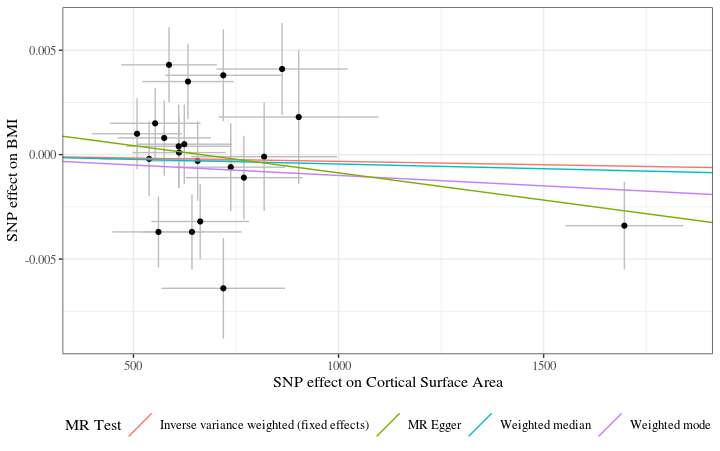 0.005
0.000
-0.005
SNP effect on BMI
500 1000 1500
SNP effect on Cortical Surface Area
MR Test Inverse variance weighted (fixed effects) MR Egger Weighted median Weighted mode